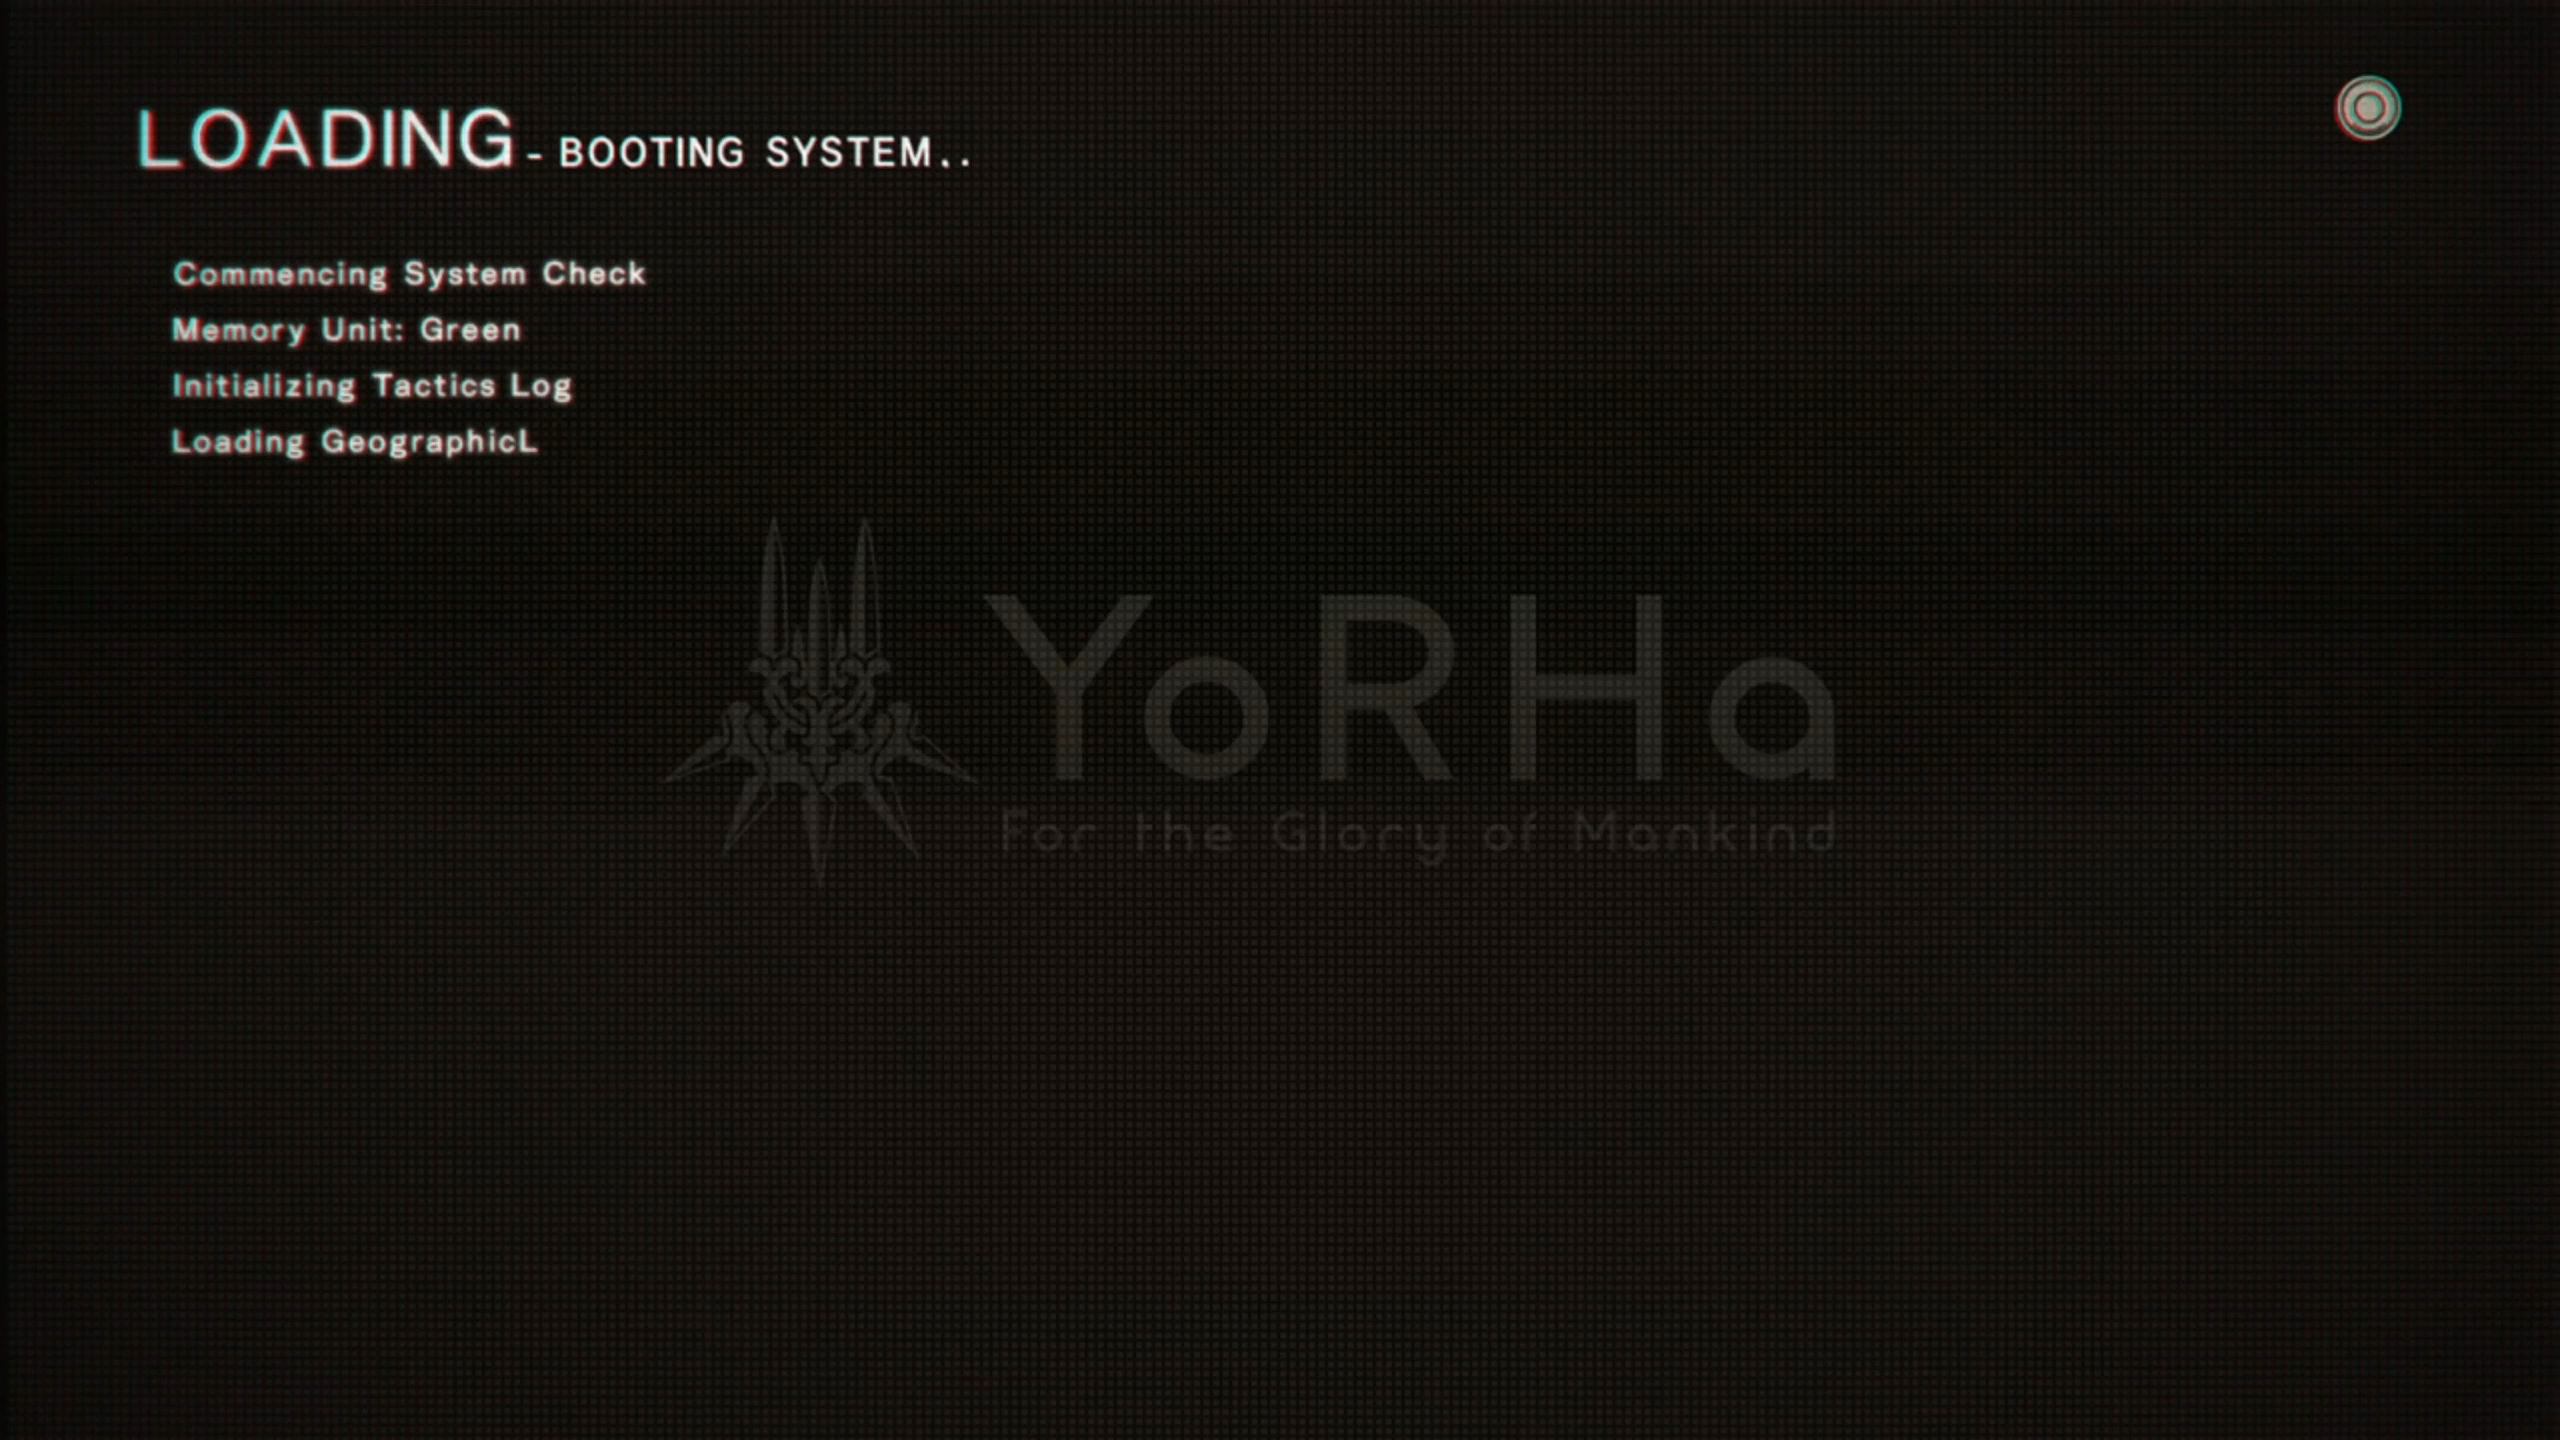 LOADING - BOOTING SYSTEM..
Commencing System Check
Memory Unit: Green
Initializing Tactics Log
Loading GeographicL
YoRHa
For the Glory of Mankind